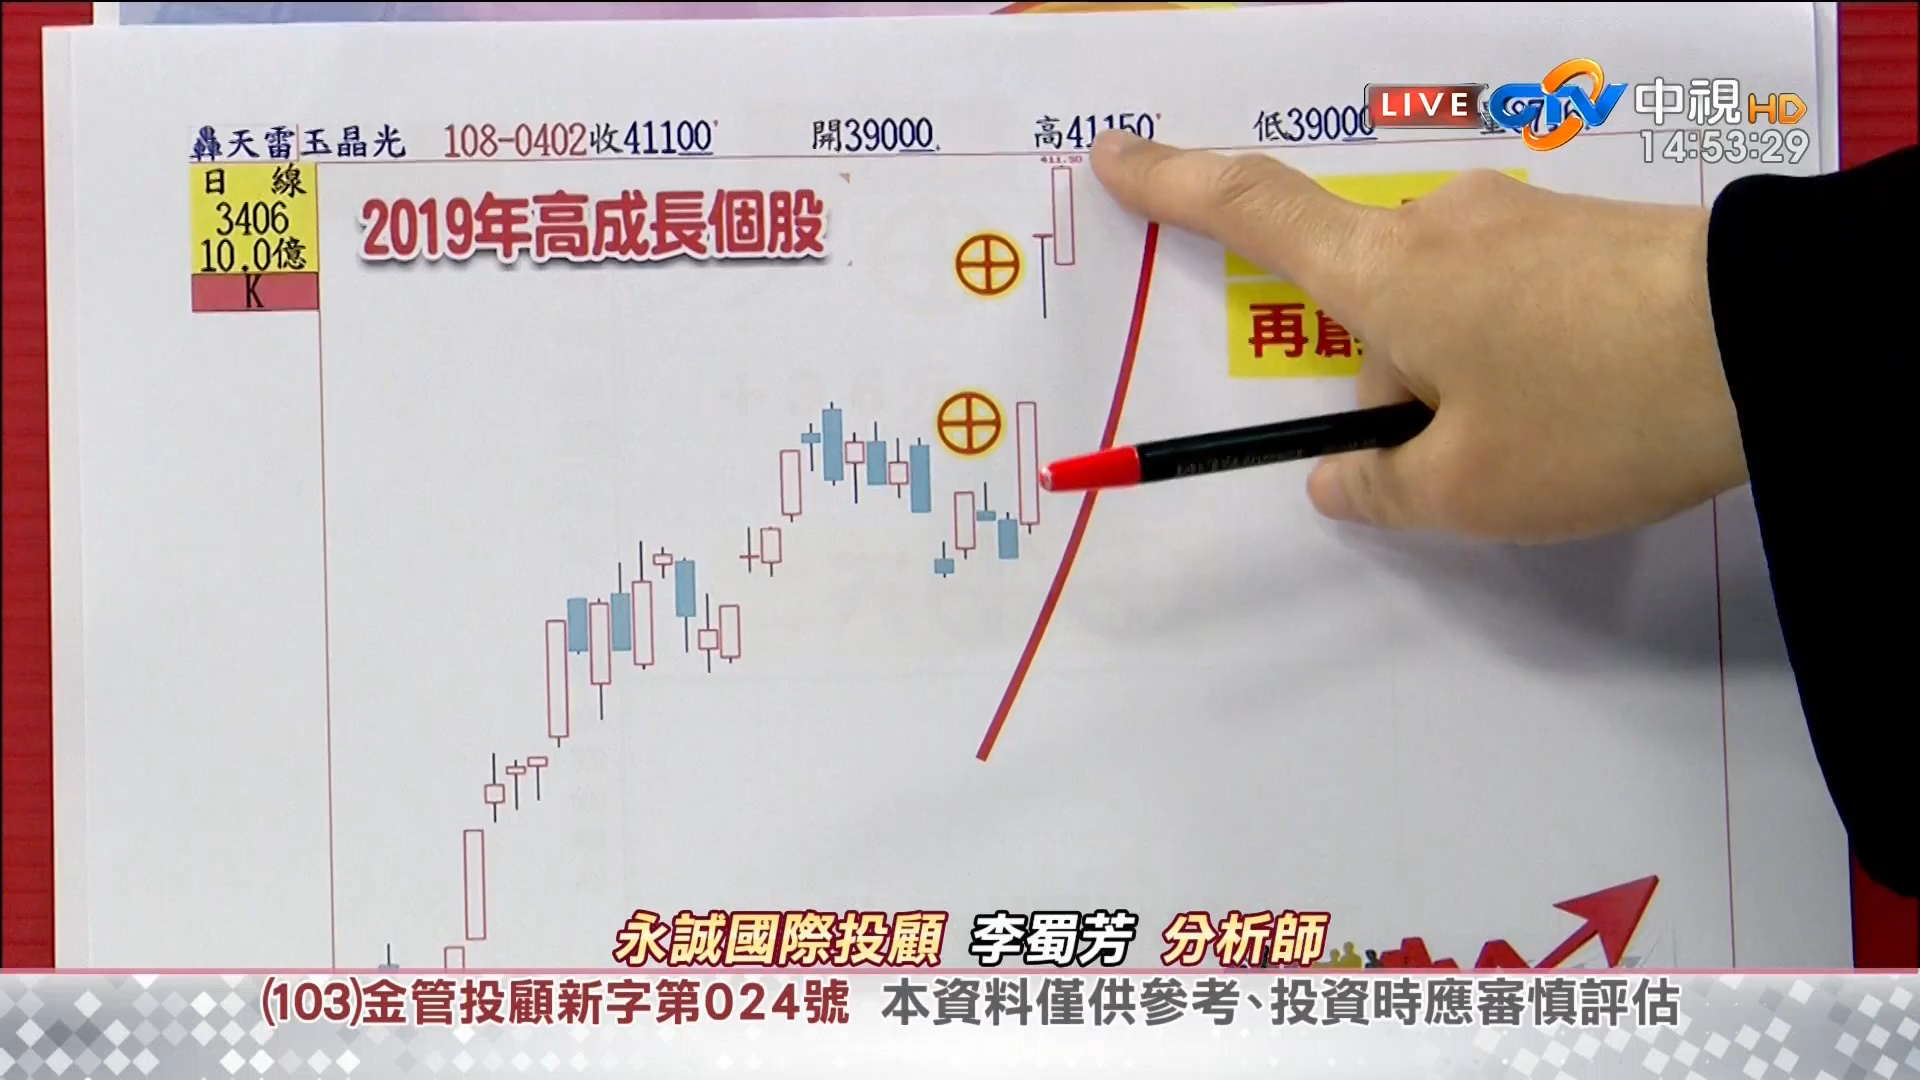 轟天雷玉晶光 108-0402收41100 開39000 高41150 低39000
LIVE CTV 中視 HD
14:53:29
日 線
3406
10.0億
K
411.50
2019年高成長個股
再創
永誠國際投顧 李蜀芳 分析師
(103)金管投顧新字第024號 本資料僅供參考、投資時應審慎評估